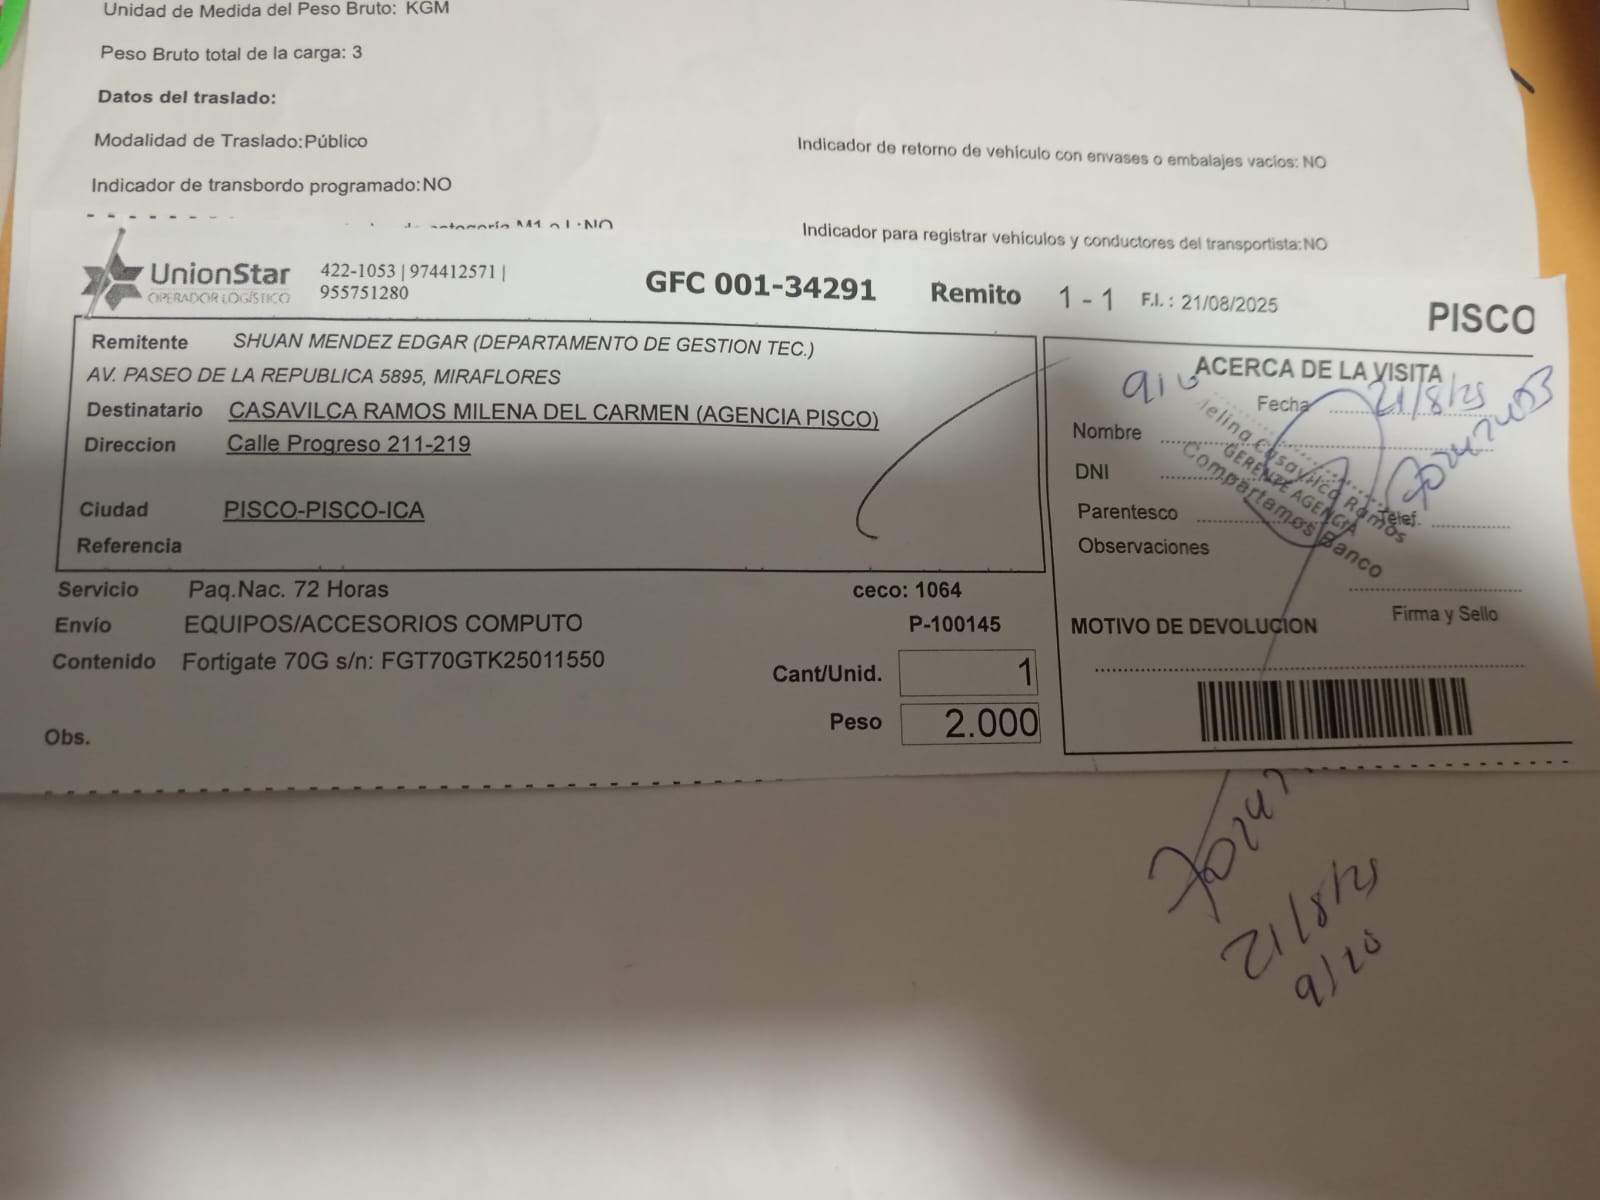 Unidad de Medida del Peso Bruto: KGM
Peso Bruto total de la carga: 3
Datos del traslado:
Modalidad de Traslado:Público
Indicador de retorno de vehículo con envases o embalajes vacíos: NO
Indicador de transbordo programado:NO
categoría M1 o L:NO
Indicador para registrar vehículos y conductores del transportista:NO
UnionStar
OPERADOR LOGÍSTICO
422-1053 | 974412571 |
955751280
GFC 001-34291
Remito 1 - 1
F.I. : 21/08/2025
PISCO
Remitente SHUAN MENDEZ EDGAR (DEPARTAMENTO DE GESTION TEC.)
AV. PASEO DE LA REPUBLICA 5895, MIRAFLORES
Destinatario CASAVILCA RAMOS MILENA DEL CARMEN (AGENCIA PISCO)
Direccion Calle Progreso 211-219
Ciudad PISCO-PISCO-ICA
Referencia
Servicio Paq.Nac. 72 Horas
ceco: 1064
Envío EQUIPOS/ACCESORIOS COMPUTO
P-100145
Contenido Fortigate 70G s/n: FGT70GTK25011550
Cant/Unid. 1
Peso 2.000
Obs.
ACERCA DE LA VISITA
Fecha 21/8/25
Nombre
DNI
Parentesco
Telef.
Observaciones
Casavilca Ramos
GERENTE AGENCIA
Compartamos Banco
Firma y Sello
MOTIVO DE DEVOLUCION
21/8/25
9/20